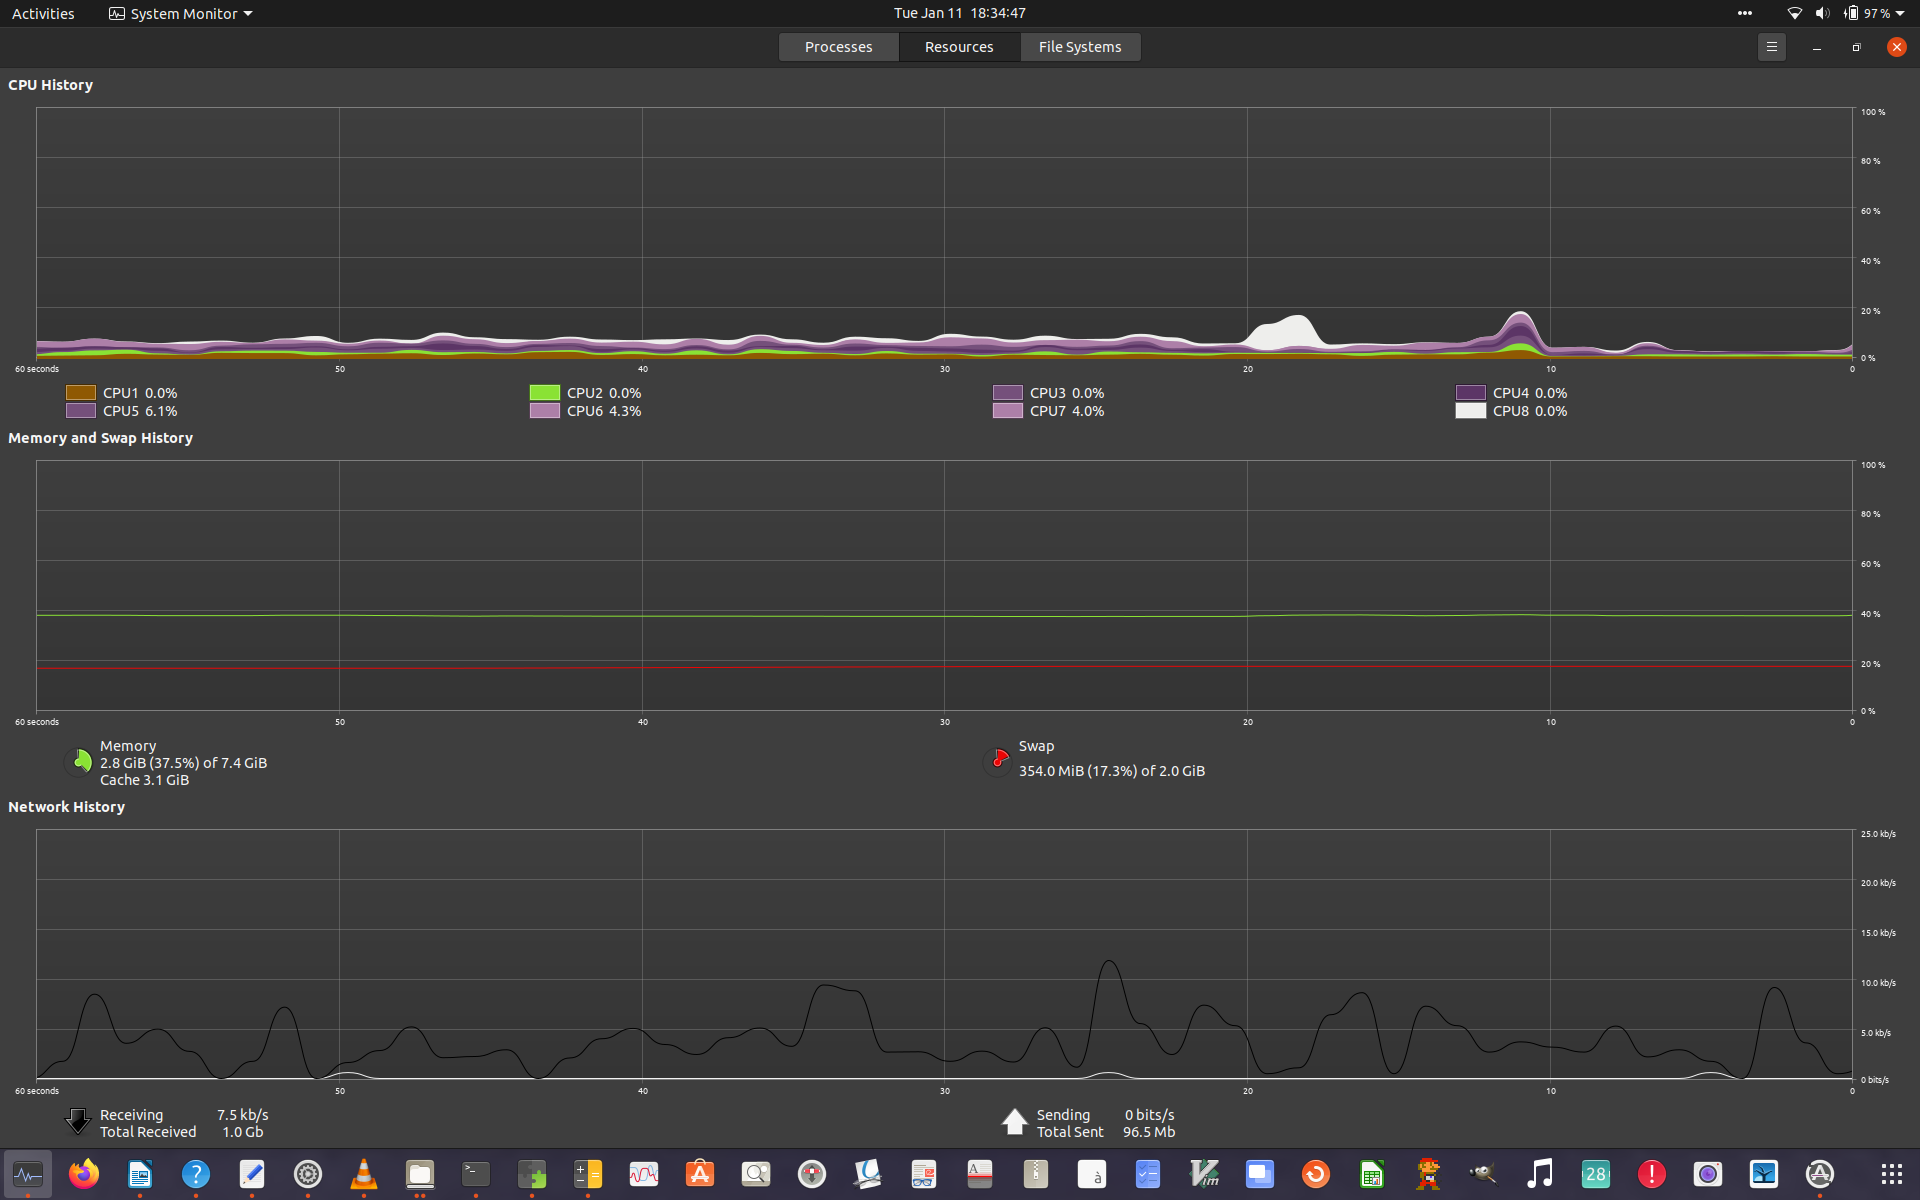 Activities System Monitor Tue Jan 11 18:34:47 97 %
Processes Resources File Systems
CPU History
100 %
80 %
60 %
40 %
20 %
0 %
60 seconds 50 40 30 20 10 0
CPU1 0.0% CPU2 0.0% CPU3 0.0% CPU4 0.0%
CPU5 6.1% CPU6 4.3% CPU7 4.0% CPU8 0.0%
Memory and Swap History
100 %
80 %
60 %
40 %
20 %
0 %
60 seconds 50 40 30 20 10 0
Memory
2.8 GiB (37.5%) of 7.4 GiB
Cache 3.1 GiB
Swap
354.0 MiB (17.3%) of 2.0 GiB
Network History
25.0 kb/s
20.0 kb/s
15.0 kb/s
10.0 kb/s
5.0 kb/s
0 bits/s
60 seconds 50 40 30 20 10 0
Receiving 7.5 kb/s
Total Received 1.0 Gb
Sending 0 bits/s
Total Sent 96.5 Mb
? >_ A à Vim 28 !